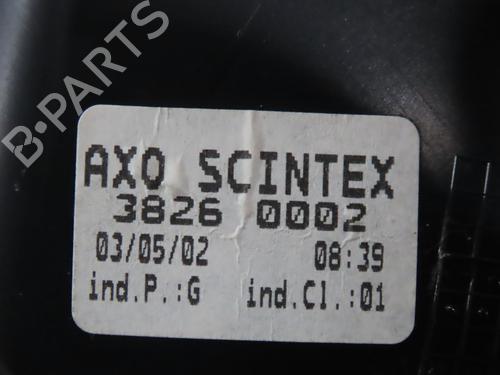 B-PARTS
AXO SCINTEX
3826 0002
03/05/02 08:39
ind.P.:G ind.Cl.:01